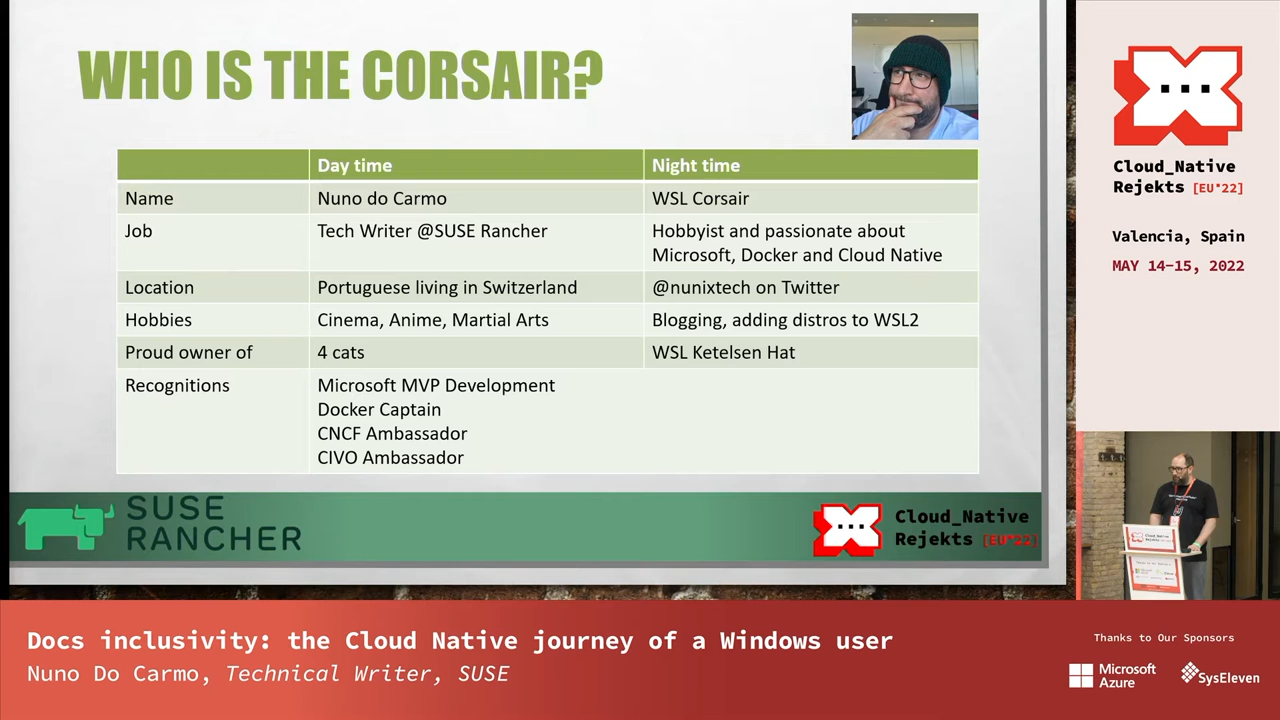 WHO IS THE CORSAIR?
Day time
Night time
Name
Nuno do Carmo
WSL Corsair
Job
Tech Writer @SUSE Rancher
Hobbyist and passionate about
Microsoft, Docker and Cloud Native
Location
Portuguese living in Switzerland
@nunixtech on Twitter
Hobbies
Cinema, Anime, Martial Arts
Blogging, adding distros to WSL2
Proud owner of
4 cats
WSL Ketelsen Hat
Recognitions
Microsoft MVP Development
Docker Captain
CNCF Ambassador
CIVO Ambassador
SUSE
RANCHER
Cloud_Native
Rejekts [EU*22]
Cloud_Native
Rejekts [EU*22]
Valencia, Spain
MAY 14-15, 2022
Docs inclusivity: the Cloud Native journey of a Windows user
Nuno Do Carmo, Technical Writer, SUSE
Thanks to Our Sponsors
Microsoft
Azure
SysEleven